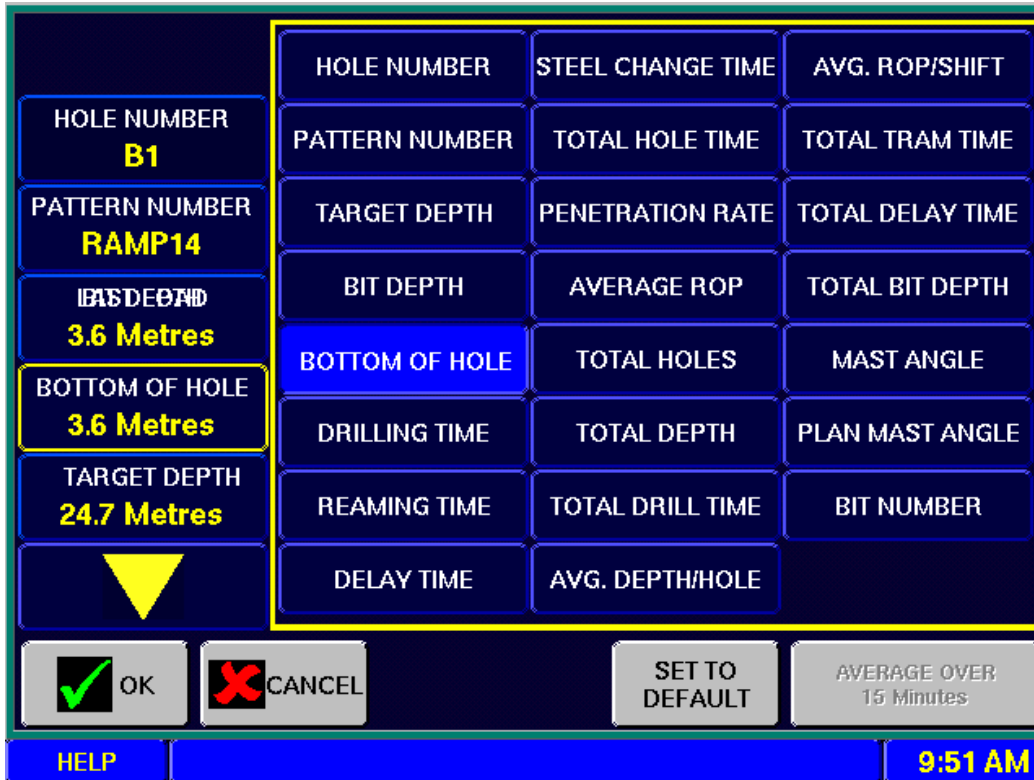 HOLE NUMBER
B1
PATTERN NUMBER
RAMP14
3.6 Metres
BOTTOM OF HOLE
3.6 Metres
TARGET DEPTH
24.7 Metres
HOLE NUMBER
STEEL CHANGE TIME
AVG. ROP/SHIFT
PATTERN NUMBER
TOTAL HOLE TIME
TOTAL TRAM TIME
TARGET DEPTH
PENETRATION RATE
TOTAL DELAY TIME
BIT DEPTH
AVERAGE ROP
TOTAL BIT DEPTH
BOTTOM OF HOLE
TOTAL HOLES
MAST ANGLE
DRILLING TIME
TOTAL DEPTH
PLAN MAST ANGLE
REAMING TIME
TOTAL DRILL TIME
BIT NUMBER
DELAY TIME
AVG. DEPTH/HOLE
OK
CANCEL
SET TO
DEFAULT
AVERAGE OVER
15 Minutes
HELP
9:51 AM